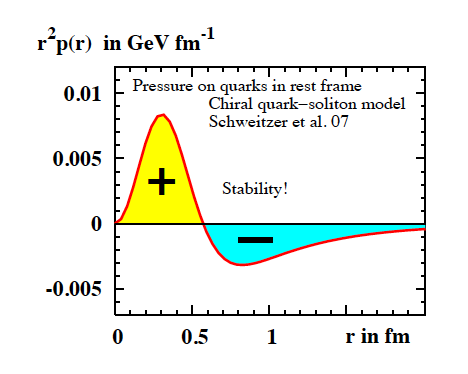 r²p(r) in GeV fm⁻¹
Pressure on quarks in rest frame
Chiral quark−soliton model
Schweitzer et al. 07
0.01
0.005
+
Stability!
0
−
-0.005
0 0.5 1 r in fm